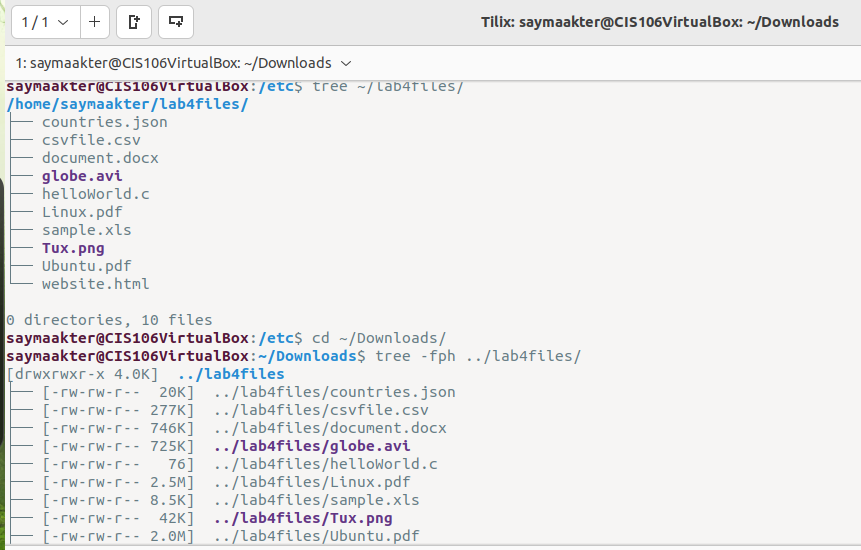 1 / 1
Tilix: saymaakter@CIS106VirtualBox: ~/Downloads
1: saymaakter@CIS106VirtualBox: ~/Downloads
saymaakter@CIS106VirtualBox:/etc$ tree ~/lab4files/
/home/saymaakter/lab4files/
├── countries.json
├── csvfile.csv
├── document.docx
├── globe.avi
├── helloWorld.c
├── Linux.pdf
├── sample.xls
├── Tux.png
├── Ubuntu.pdf
└── website.html
0 directories, 10 files
saymaakter@CIS106VirtualBox:/etc$ cd ~/Downloads/
saymaakter@CIS106VirtualBox:~/Downloads$ tree -fph ../lab4files/
[drwxrwxr-x 4.0K]  ../lab4files
├── [-rw-rw-r--  20K]  ../lab4files/countries.json
├── [-rw-rw-r-- 277K]  ../lab4files/csvfile.csv
├── [-rw-rw-r-- 746K]  ../lab4files/document.docx
├── [-rw-rw-r-- 725K]  ../lab4files/globe.avi
├── [-rw-rw-r--   76]  ../lab4files/helloWorld.c
├── [-rw-rw-r-- 2.5M]  ../lab4files/Linux.pdf
├── [-rw-rw-r-- 8.5K]  ../lab4files/sample.xls
├── [-rw-rw-r--  42K]  ../lab4files/Tux.png
├── [-rw-rw-r-- 2.0M]  ../lab4files/Ubuntu.pdf